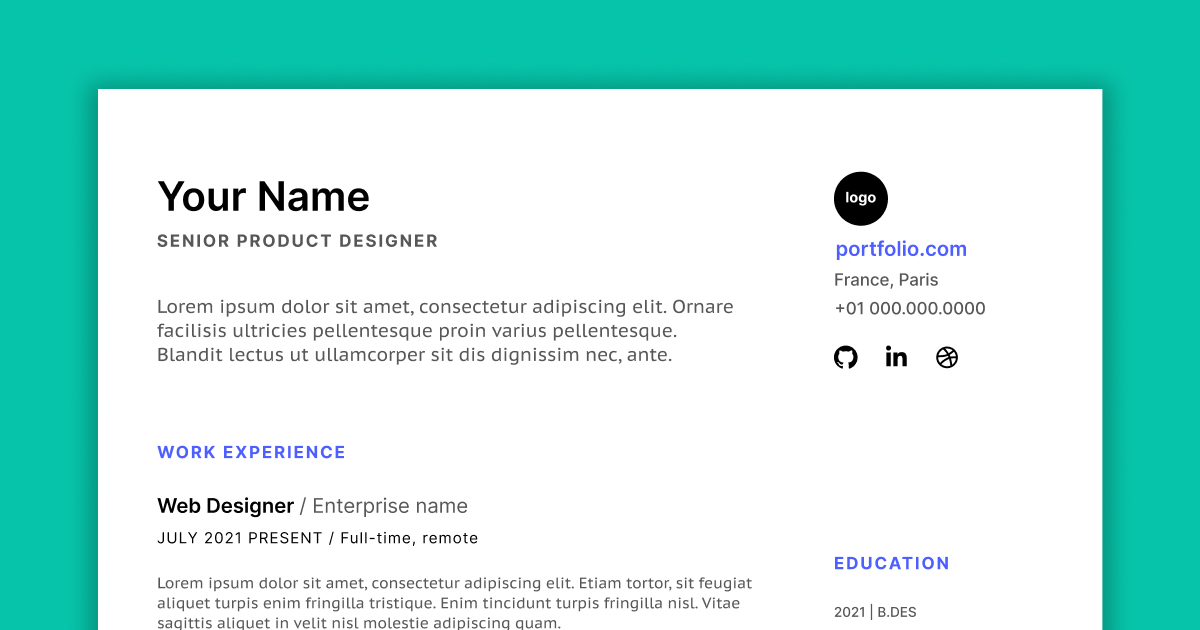 Your Name
SENIOR PRODUCT DESIGNER
Lorem ipsum dolor sit amet, consectetur adipiscing elit. Ornare
facilisis ultricies pellentesque proin varius pellentesque.
Blandit lectus ut ullamcorper sit dis dignissim nec, ante.
logo
portfolio.com
France, Paris
+01 000.000.0000
in
WORK EXPERIENCE
Web Designer / Enterprise name
JULY 2021 PRESENT / Full-time, remote
Lorem ipsum dolor sit amet, consectetur adipiscing elit. Etiam tortor, sit feugiat
aliquet turpis enim fringilla tristique. Enim tincidunt turpis fringilla nisl. Vitae
sagittis aliquet in velit nisl molestie adipiscing quam.
EDUCATION
2021 | B.DES